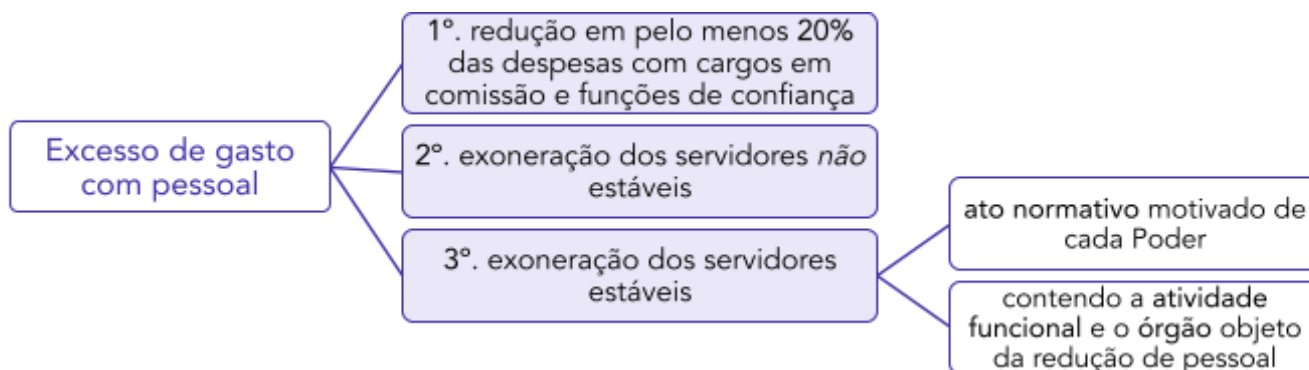 Excesso de gasto
com pessoal
1º. redução em pelo menos 20%
das despesas com cargos em
comissão e funções de confiança
2º. exoneração dos servidores não
estáveis
3º. exoneração dos servidores
estáveis
ato normativo motivado de
cada Poder
contendo a atividade
funcional e o órgão objeto
da redução de pessoal